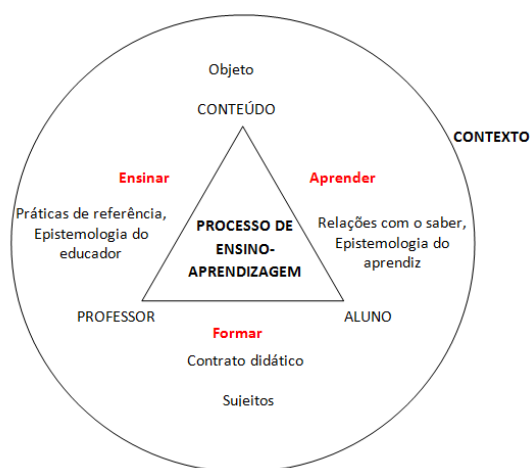 Objeto
CONTEÚDO
CONTEXTO
Ensinar
Aprender
Práticas de referência,
Epistemologia do
educador
PROCESSO DE
ENSINO-
APRENDIZAGEM
Relações com o saber,
Epistemologia do
aprendiz
PROFESSOR
ALUNO
Formar
Contrato didático
Sujeitos